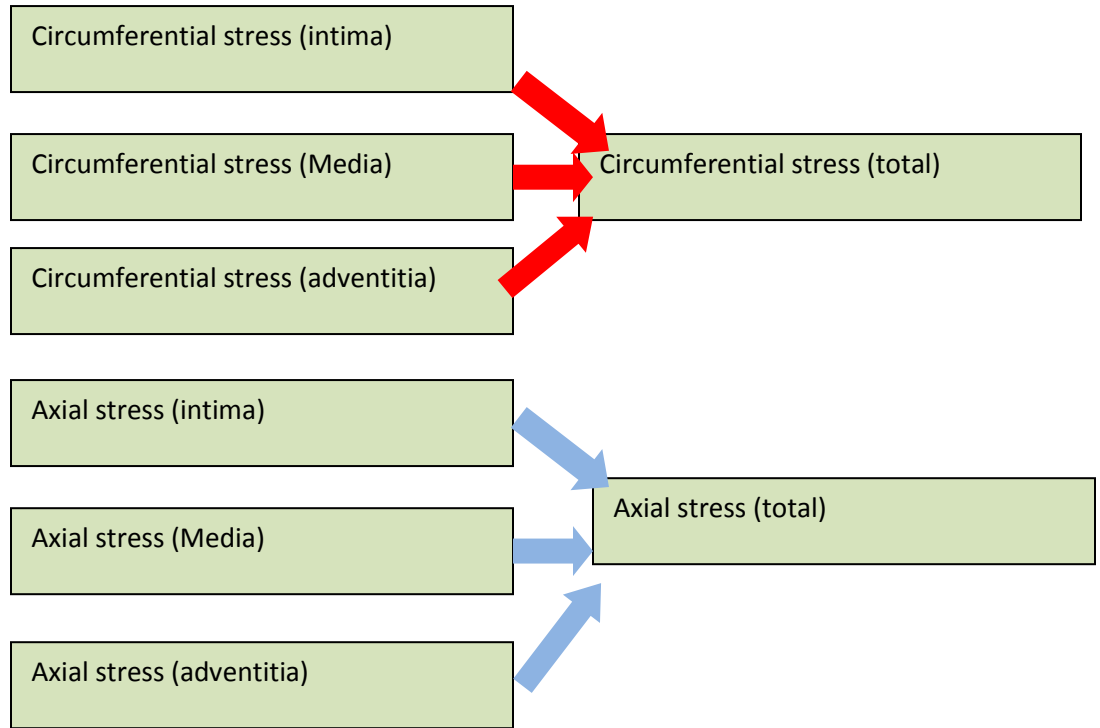 Circumferential stress (intima)
Circumferential stress (Media)
Circumferential stress (total)
Circumferential stress (adventitia)
Axial stress (intima)
Axial stress (total)
Axial stress (Media)
Axial stress (adventitia)